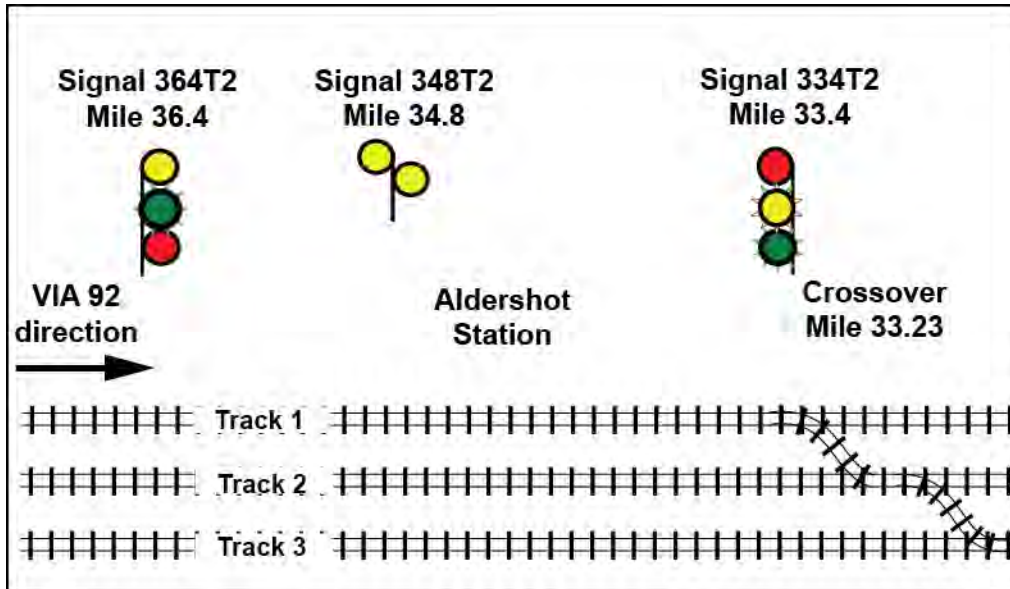 Signal 364T2
Mile 36.4
Signal 348T2
Mile 34.8
Signal 334T2
Mile 33.4
VIA 92
direction
Aldershot
Station
Crossover
Mile 33.23
Track 1
Track 2
Track 3